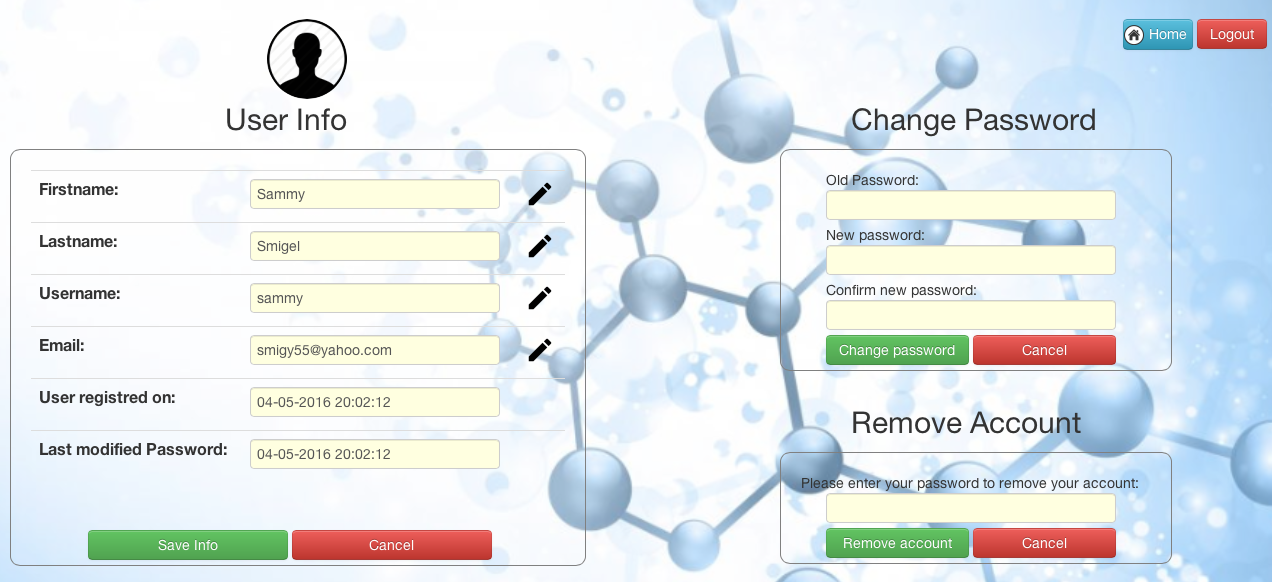 Home Logout
User Info
Firstname: Sammy
Lastname: Smigel
Username: sammy
Email: smigy55@yahoo.com
User registred on: 04-05-2016 20:02:12
Last modified Password: 04-05-2016 20:02:12
Save Info Cancel
Change Password
Old Password:
New password:
Confirm new password:
Change password Cancel
Remove Account
Please enter your password to remove your account:
Remove account Cancel